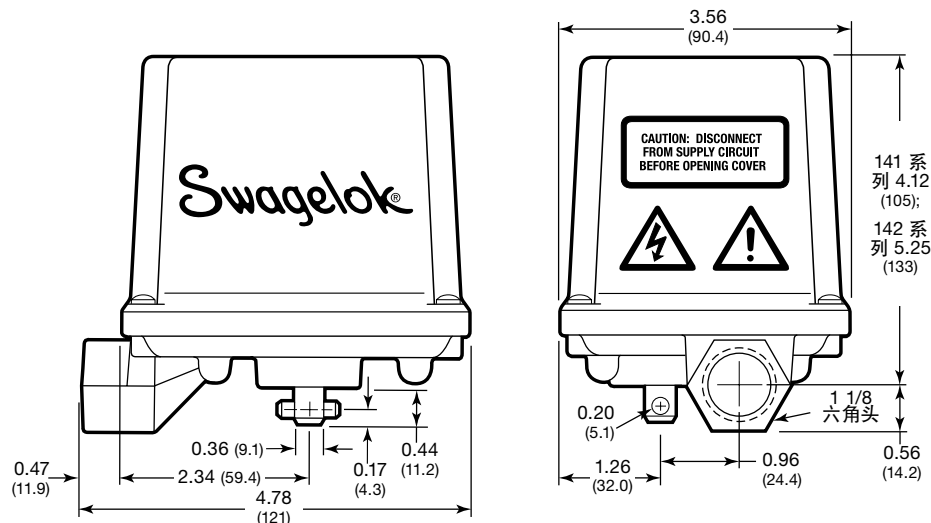 Swagelok®
0.47
(11.9)
2.34 (59.4)
4.78
(121)
0.36 (9.1)
0.17
(4.3)
0.44
(11.2)
3.56
(90.4)
CAUTION: DISCONNECT
FROM SUPPLY CIRCUIT
BEFORE OPENING COVER
141 系
列 4.12
(105);
142 系
列 5.25
(133)
0.20
(5.1)
1 1/8
六角头
1.26
(32.0)
0.96
(24.4)
0.56
(14.2)